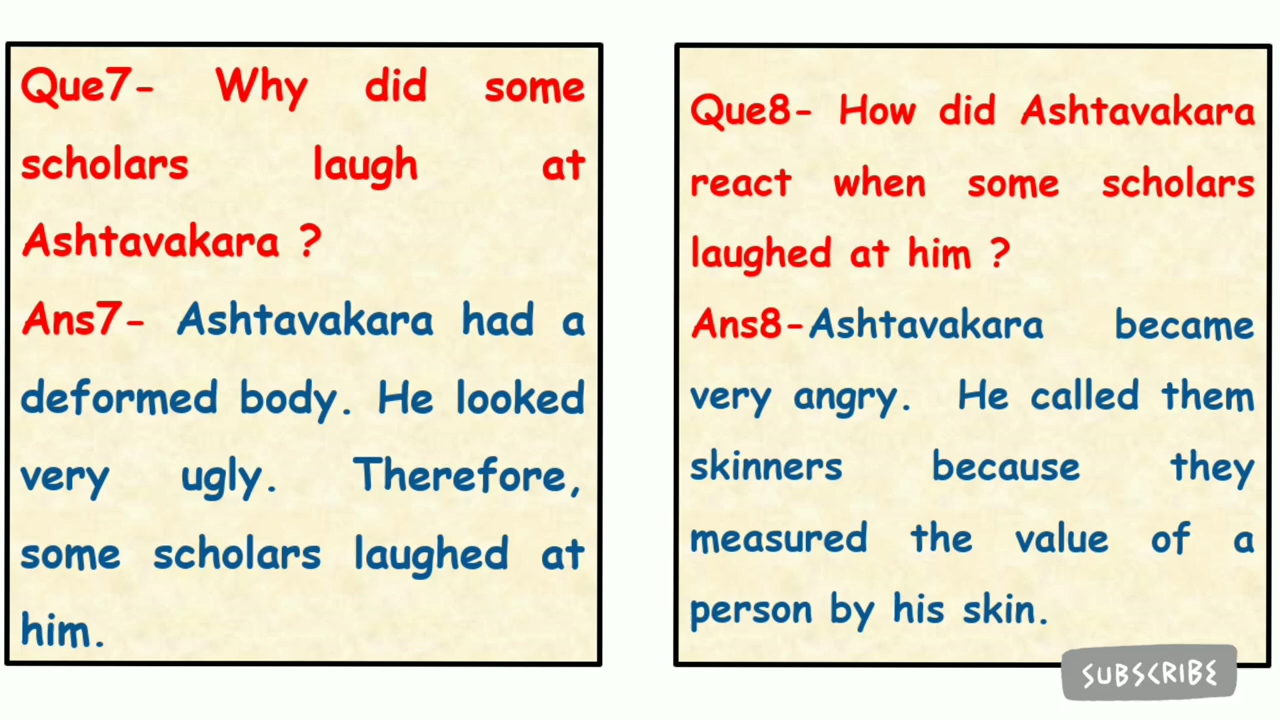 Que7- Why did some
scholars laugh at
Ashtavakara ?
Ans7- Ashtavakara had a
deformed body. He looked
very ugly. Therefore,
some scholars laughed at
him.
Que8- How did Ashtavakara
react when some scholars
laughed at him ?
Ans8-Ashtavakara became
very angry. He called them
skinners because they
measured the value of a
person by his skin.
SUBSCRIBE